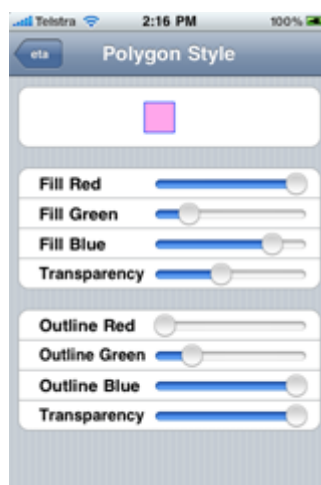 Telstra 2:16 PM 100%
eta Polygon Style
Fill Red
Fill Green
Fill Blue
Transparency
Outline Red
Outline Green
Outline Blue
Transparency